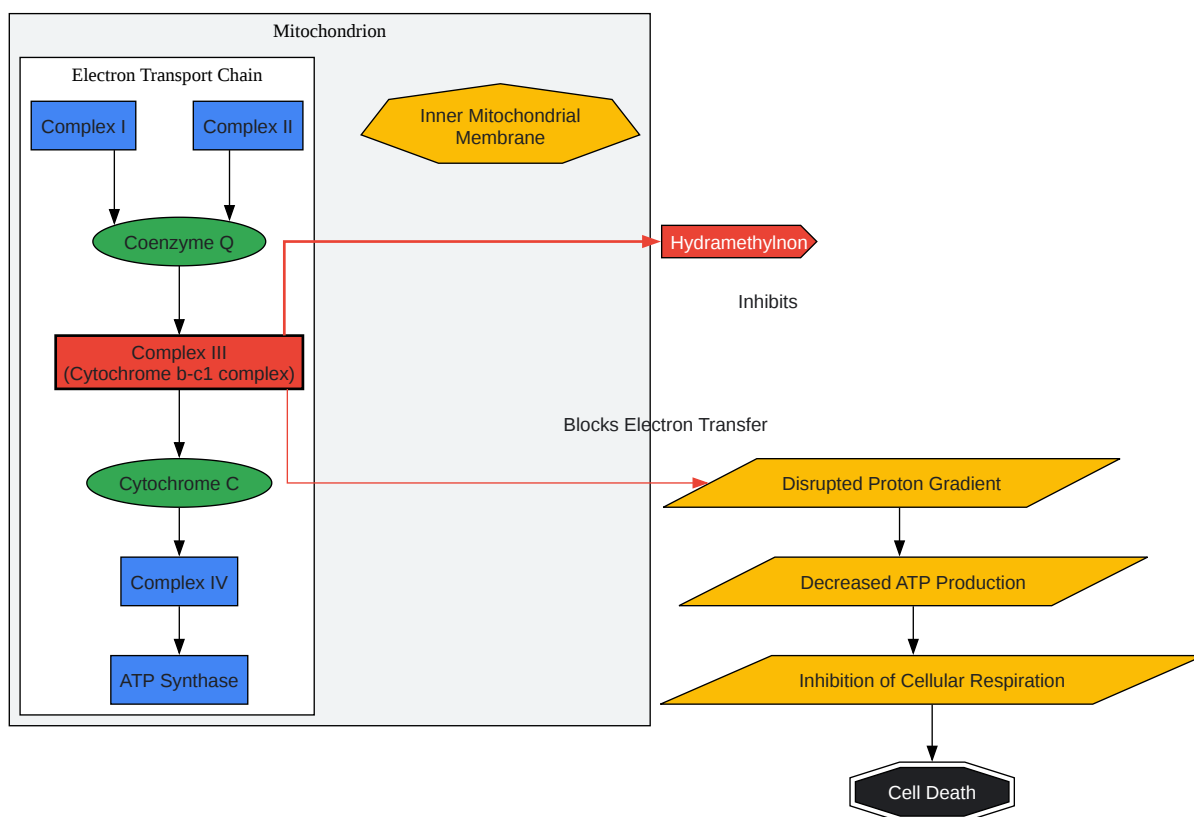 Mitochondrion
Electron Transport Chain
Complex I
Complex II
Inner Mitochondrial
Membrane
Coenzyme Q
Hydramethylnon
Inhibits
Complex III
(Cytochrome b-c1 complex)
Blocks Electron Transfer
Cytochrome C
Disrupted Proton Gradient
Complex IV
Decreased ATP Production
ATP Synthase
Inhibition of Cellular Respiration
Cell Death